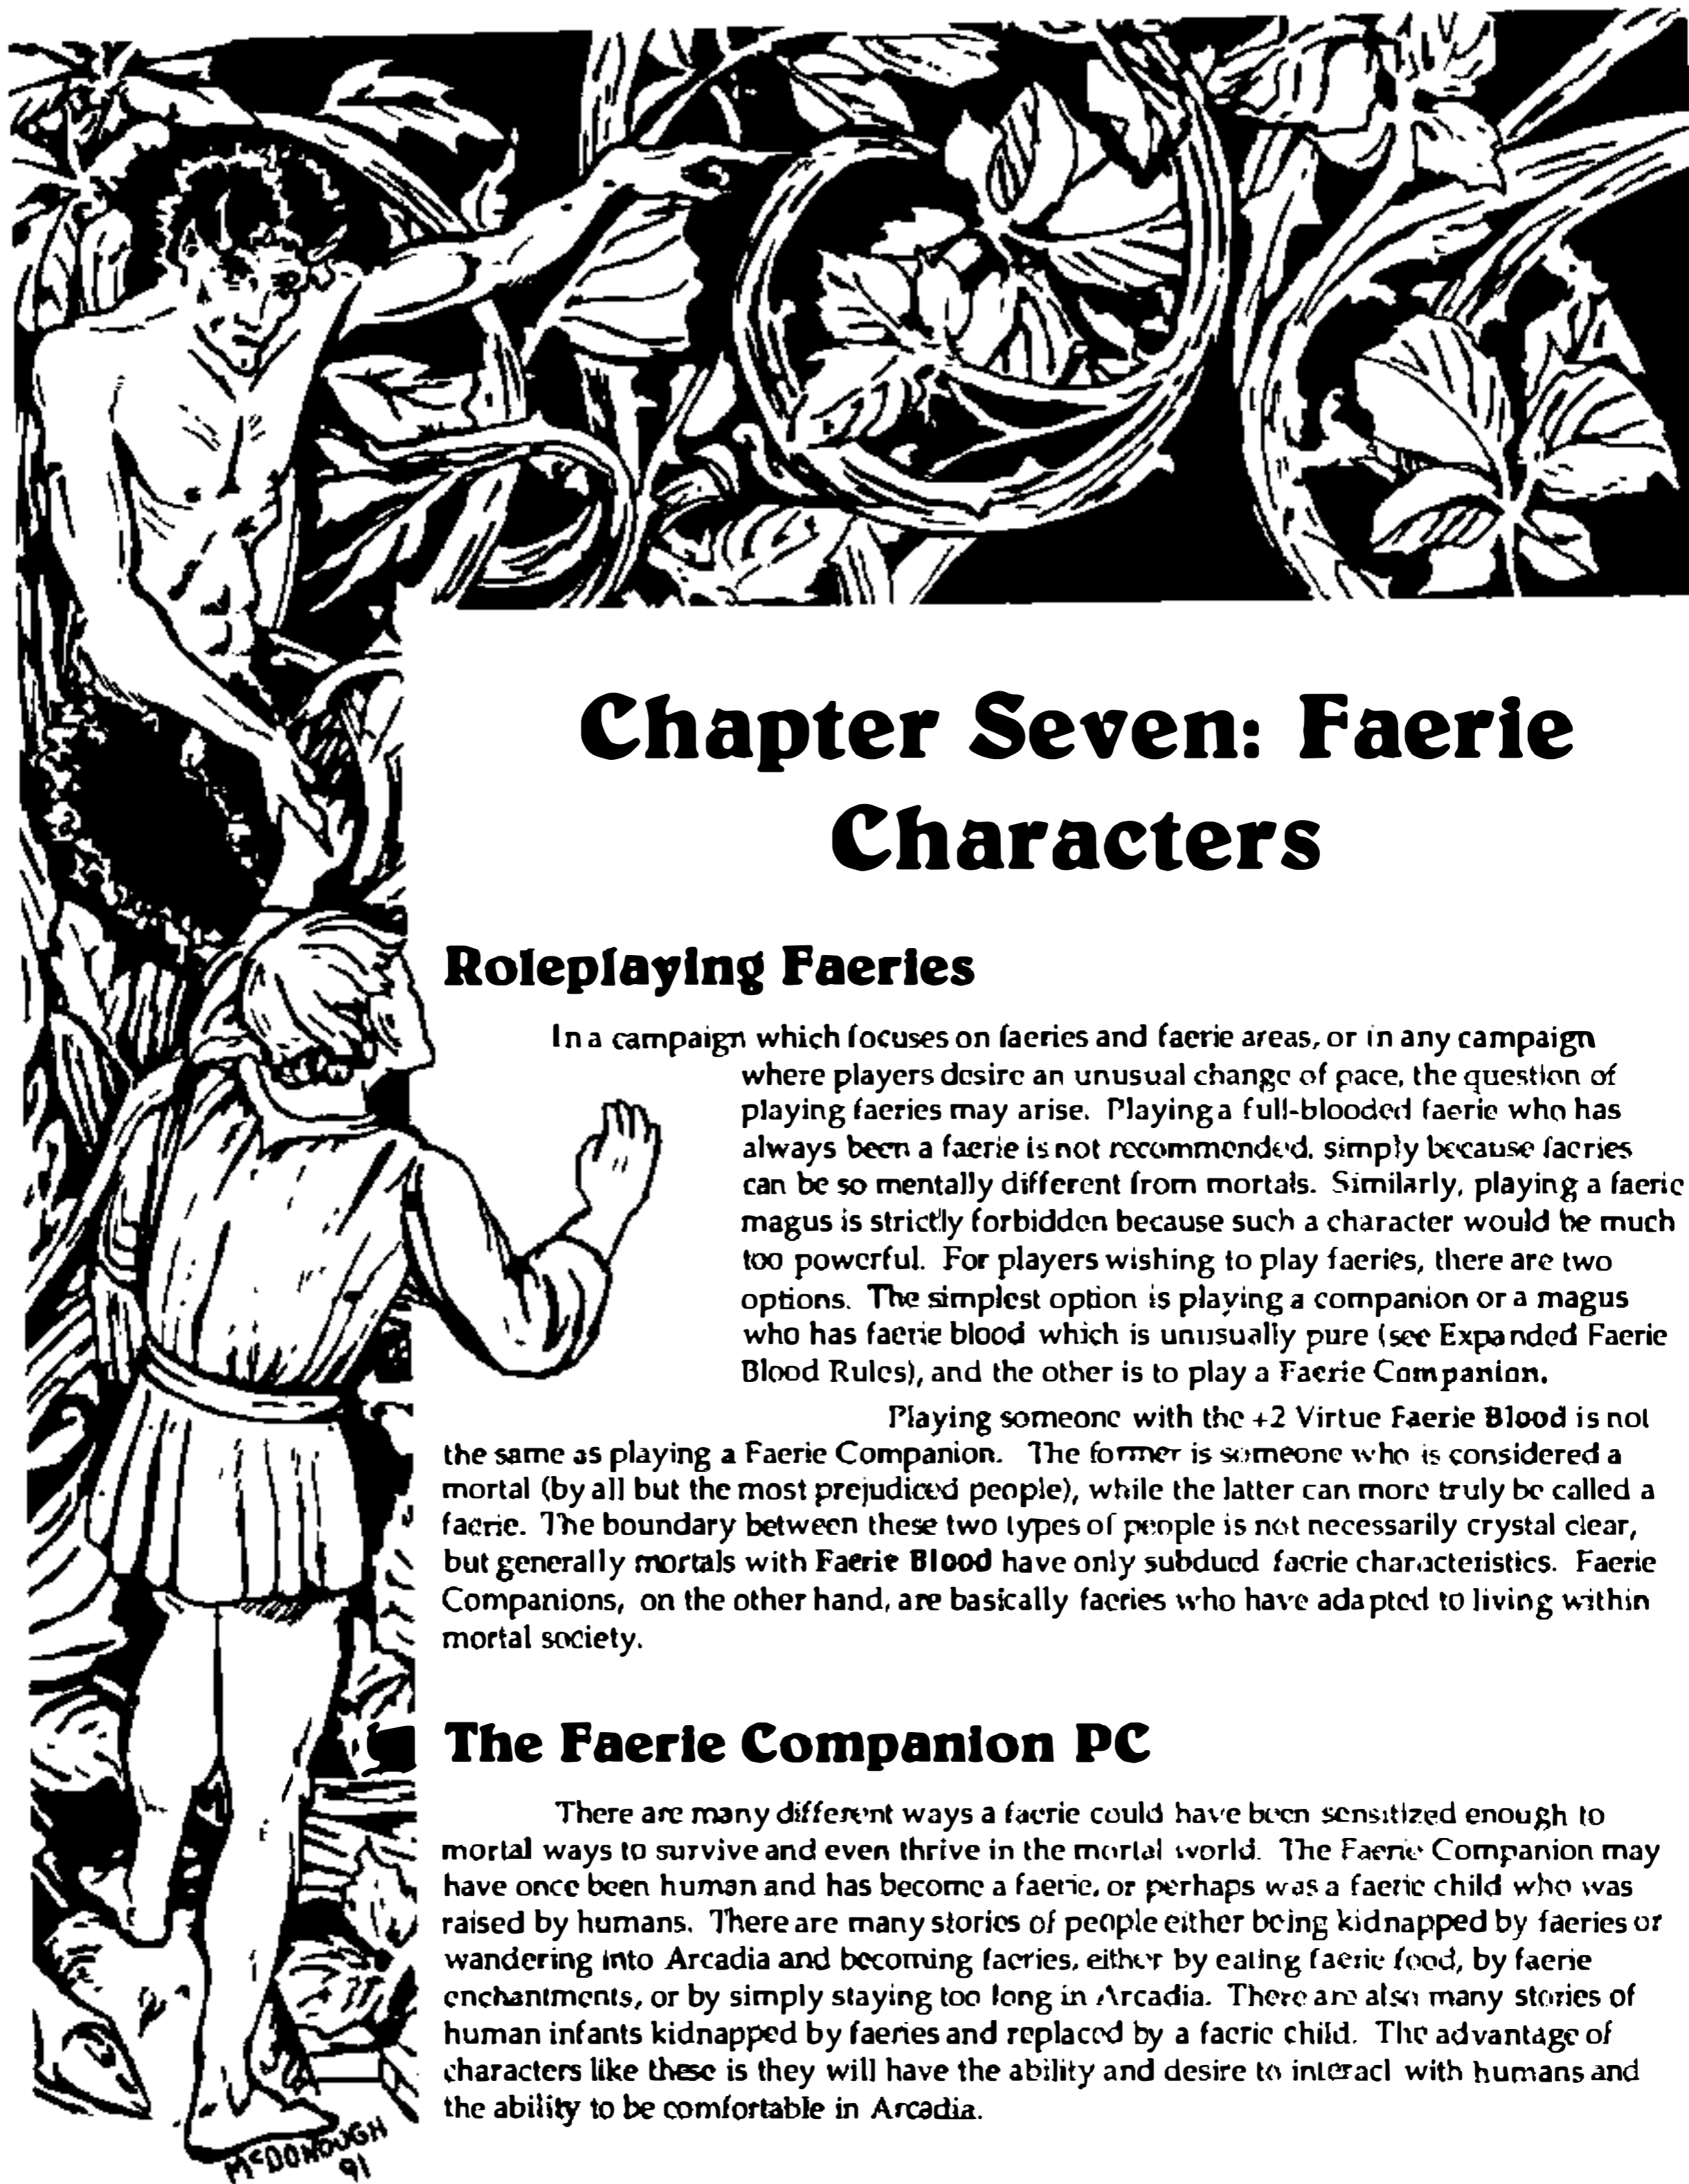 Chapter Seven: Faerie
Characters
Roleplaying Faeries
In a campaign which focuses on faeries and faerie areas, or in any campaign
where players desire an unusual change of pace, the question of
playing faeries may arise. Playing a full-blooded faerie who has
always been a faerie is not recommended, simply because faeries
can be so mentally different from mortals. Similarly, playing a faerie
magus is strictly forbidden because such a character would be much
too powerful. For players wishing to play faeries, there are two
options. The simplest option is playing a companion or a magus
who has faerie blood which is unusually pure (see Expanded Faerie
Blood Rules), and the other is to play a Faerie Companion.
Playing someone with the +2 Virtue Faerie Blood is not
the same as playing a Faerie Companion. The former is someone who is considered a
mortal (by all but the most prejudiced people), while the latter can more truly be called a
faerie. The boundary between these two types of people is not necessarily crystal clear,
but generally mortals with Faerie Blood have only subdued faerie characteristics. Faerie
Companions, on the other hand, are basically faeries who have adapted to living within
mortal society.
The Faerie Companion PC
There are many different ways a faerie could have been sensitized enough to
mortal ways to survive and even thrive in the mortal world. The Faerie Companion may
have once been human and has become a faerie, or perhaps was a faerie child who was
raised by humans. There are many stories of people either being kidnapped by faeries or
wandering into Arcadia and becoming faeries, either by eating faerie food, by faerie
enchantments, or by simply staying too long in Arcadia. There are also many stories of
human infants kidnapped by faeries and replaced by a faerie child. The advantage of
characters like these is they will have the ability and desire to interact with humans and
the ability to be comfortable in Arcadia.
McDONOUGH
91